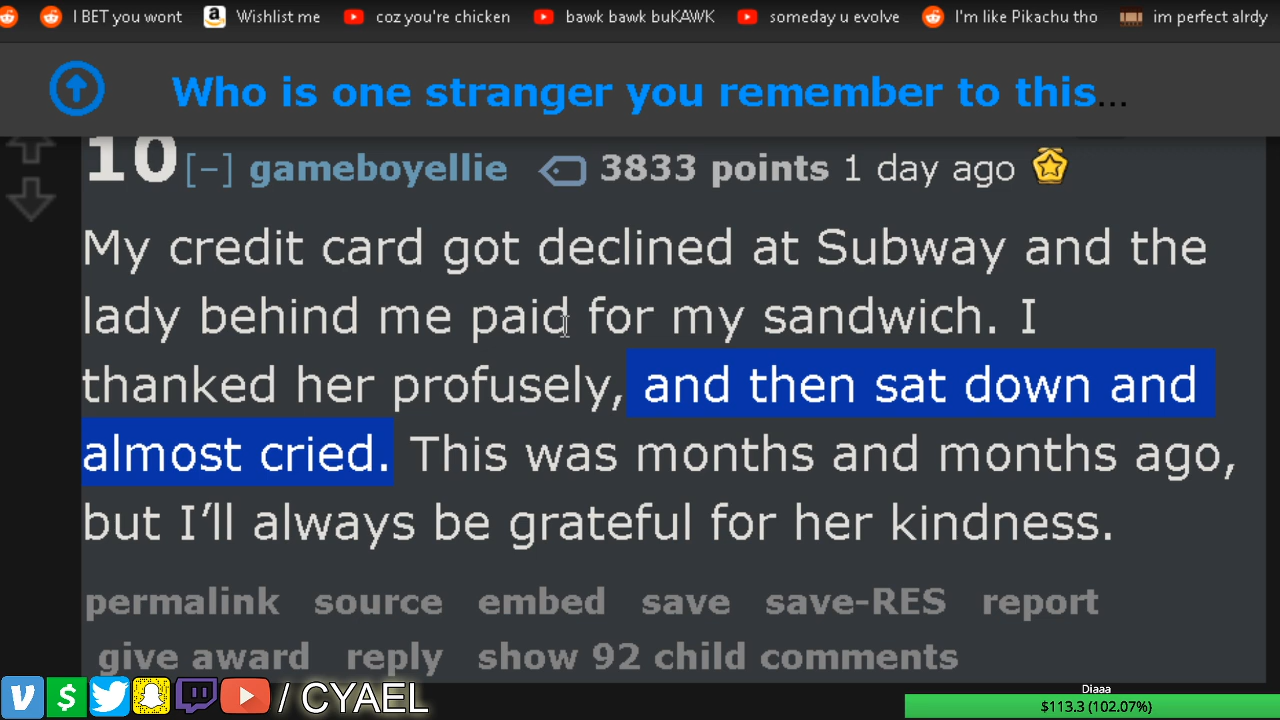 I BET you wont Wishlist me coz you're chicken bawk bawk buKAWK someday u evolve I'm like Pikachu tho im perfect alrdy
Who is one stranger you remember to this...
10 [–] gameboyellie 3833 points 1 day ago
My credit card got declined at Subway and the
lady behind me paid for my sandwich. I
thanked her profusely, and then sat down and
almost cried. This was months and months ago,
but I’ll always be grateful for her kindness.
permalink source embed save save-RES report
give award reply show 92 child comments
/ CYAEL
Diaaa
$113.3 (102.07%)